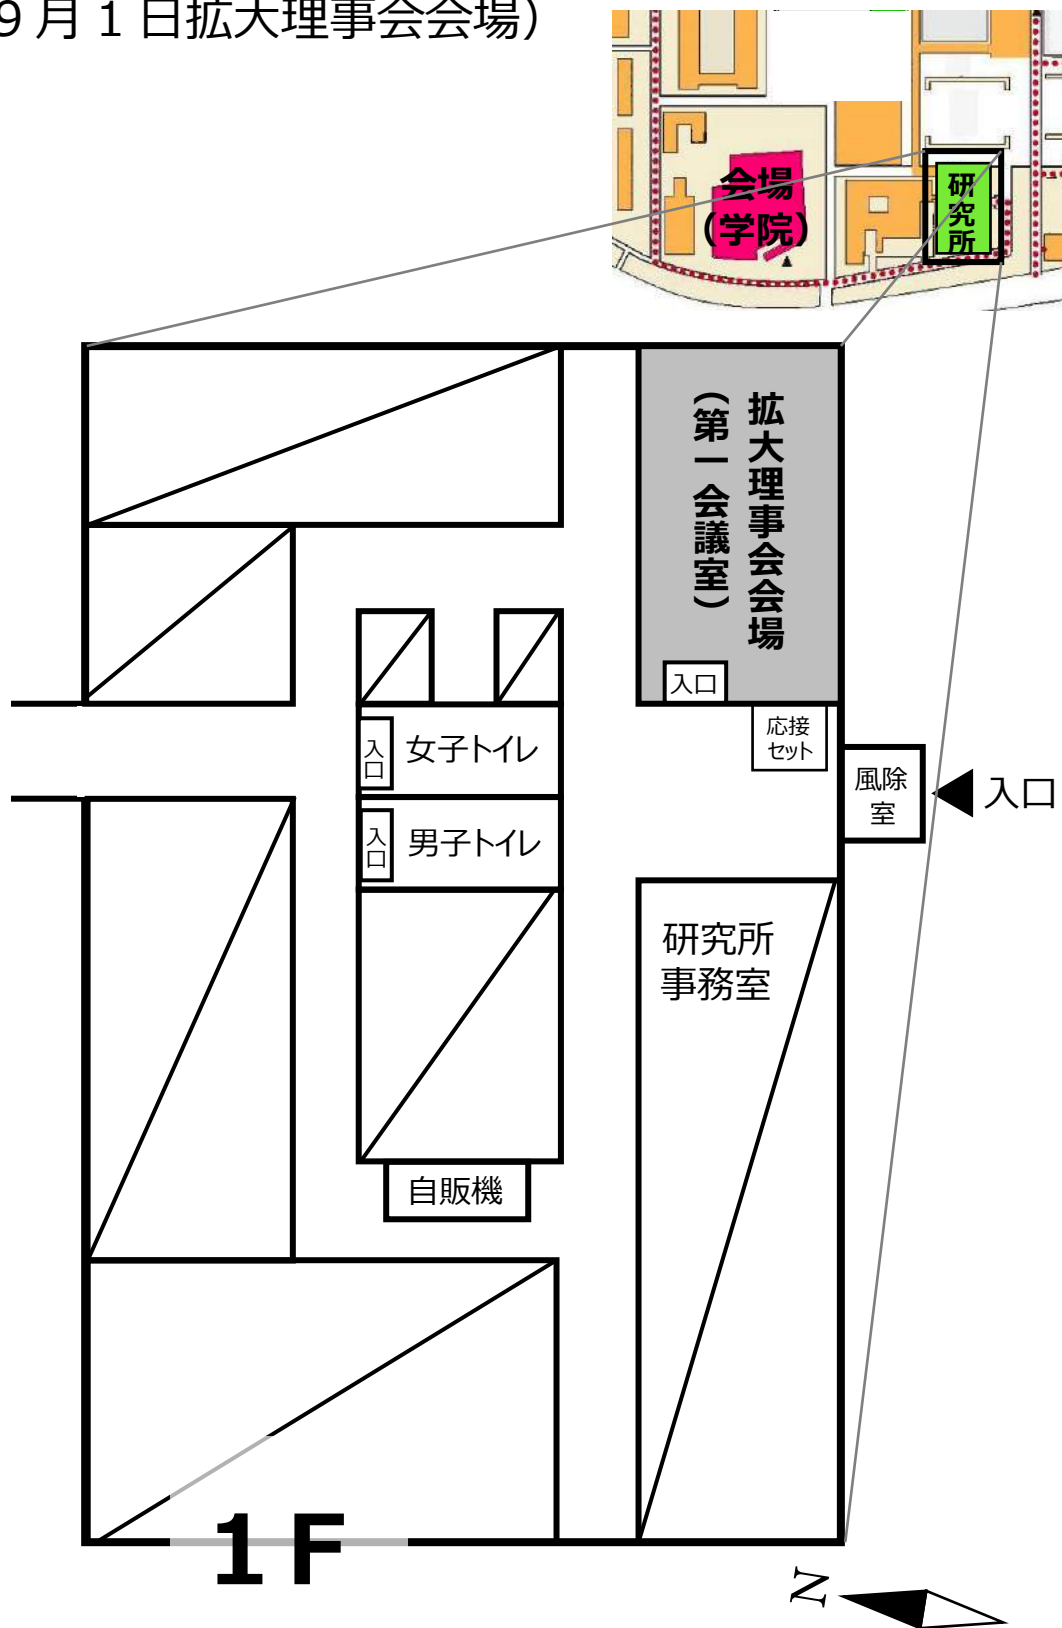 ９月１日拡大理事会会場）
会場
（学院）
研究所
拡大理事会会場
（第一会議室）
入口
応接
セット
風除
室
入口
入口
女子トイレ
入口
男子トイレ
研究所
事務室
自販機
１Ｆ
N